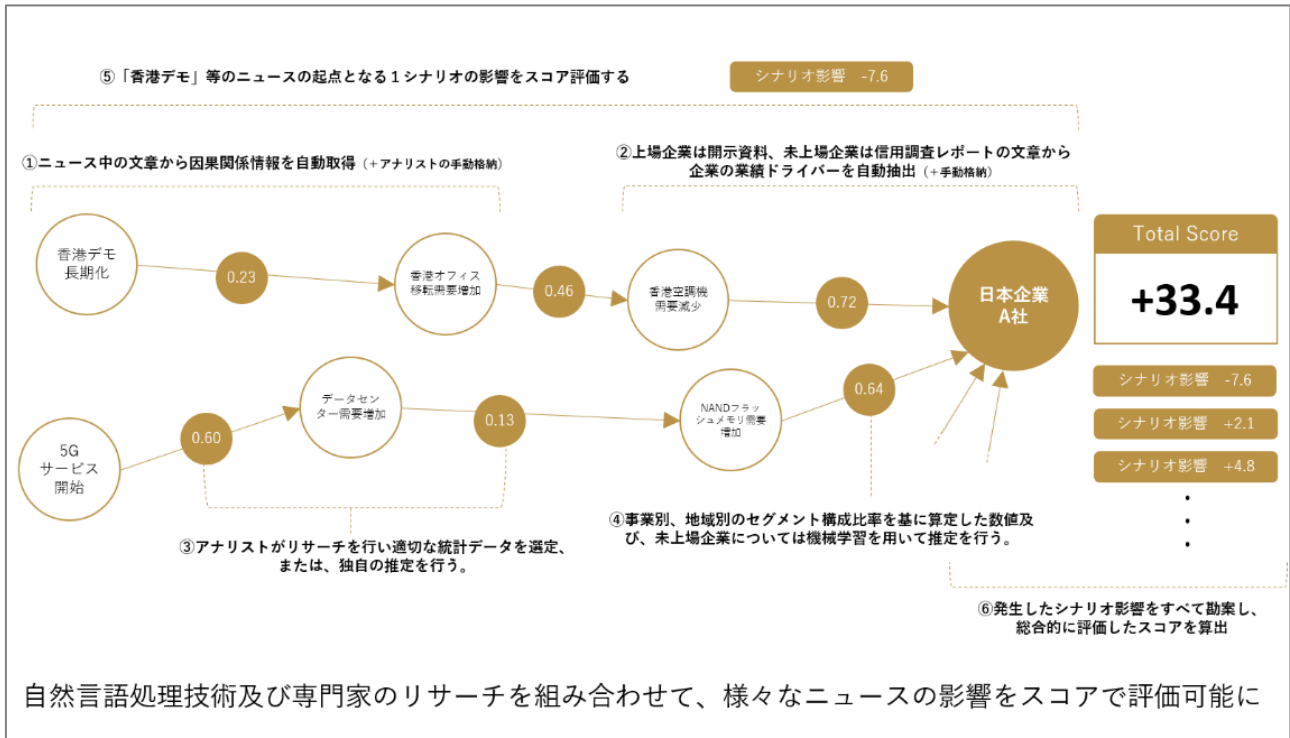 ⑤「香港デモ」等のニュースの起点となる１シナリオの影響をスコア評価する
シナリオ影響 -7.6
①ニュース中の文章から因果関係情報を自動取得（＋アナリストの手動格納）
②上場企業は開示資料、未上場企業は信用調査レポートの文章から
企業の業績ドライバーを自動抽出（＋手動格納）
香港デモ
長期化
0.23
香港オフィス
移転需要増加
0.46
香港空調機
需要減少
0.72
日本企業
A社
Total Score
+33.4
シナリオ影響 -7.6
シナリオ影響 +2.1
シナリオ影響 +4.8
5G
サービス
開始
0.60
データセン
ター需要増加
0.13
NANDフラッ
シュメモリ需要
増加
0.64
③アナリストがリサーチを行い適切な統計データを選定、
または、独自の推定を行う。
④事業別、地域別のセグメント構成比率を基に算定した数値及
び、未上場企業については機械学習を用いて推定を行う。
⑥発生したシナリオ影響をすべて勘案し、
総合的に評価したスコアを算出
自然言語処理技術及び専門家のリサーチを組み合わせて、様々なニュースの影響をスコアで評価可能に